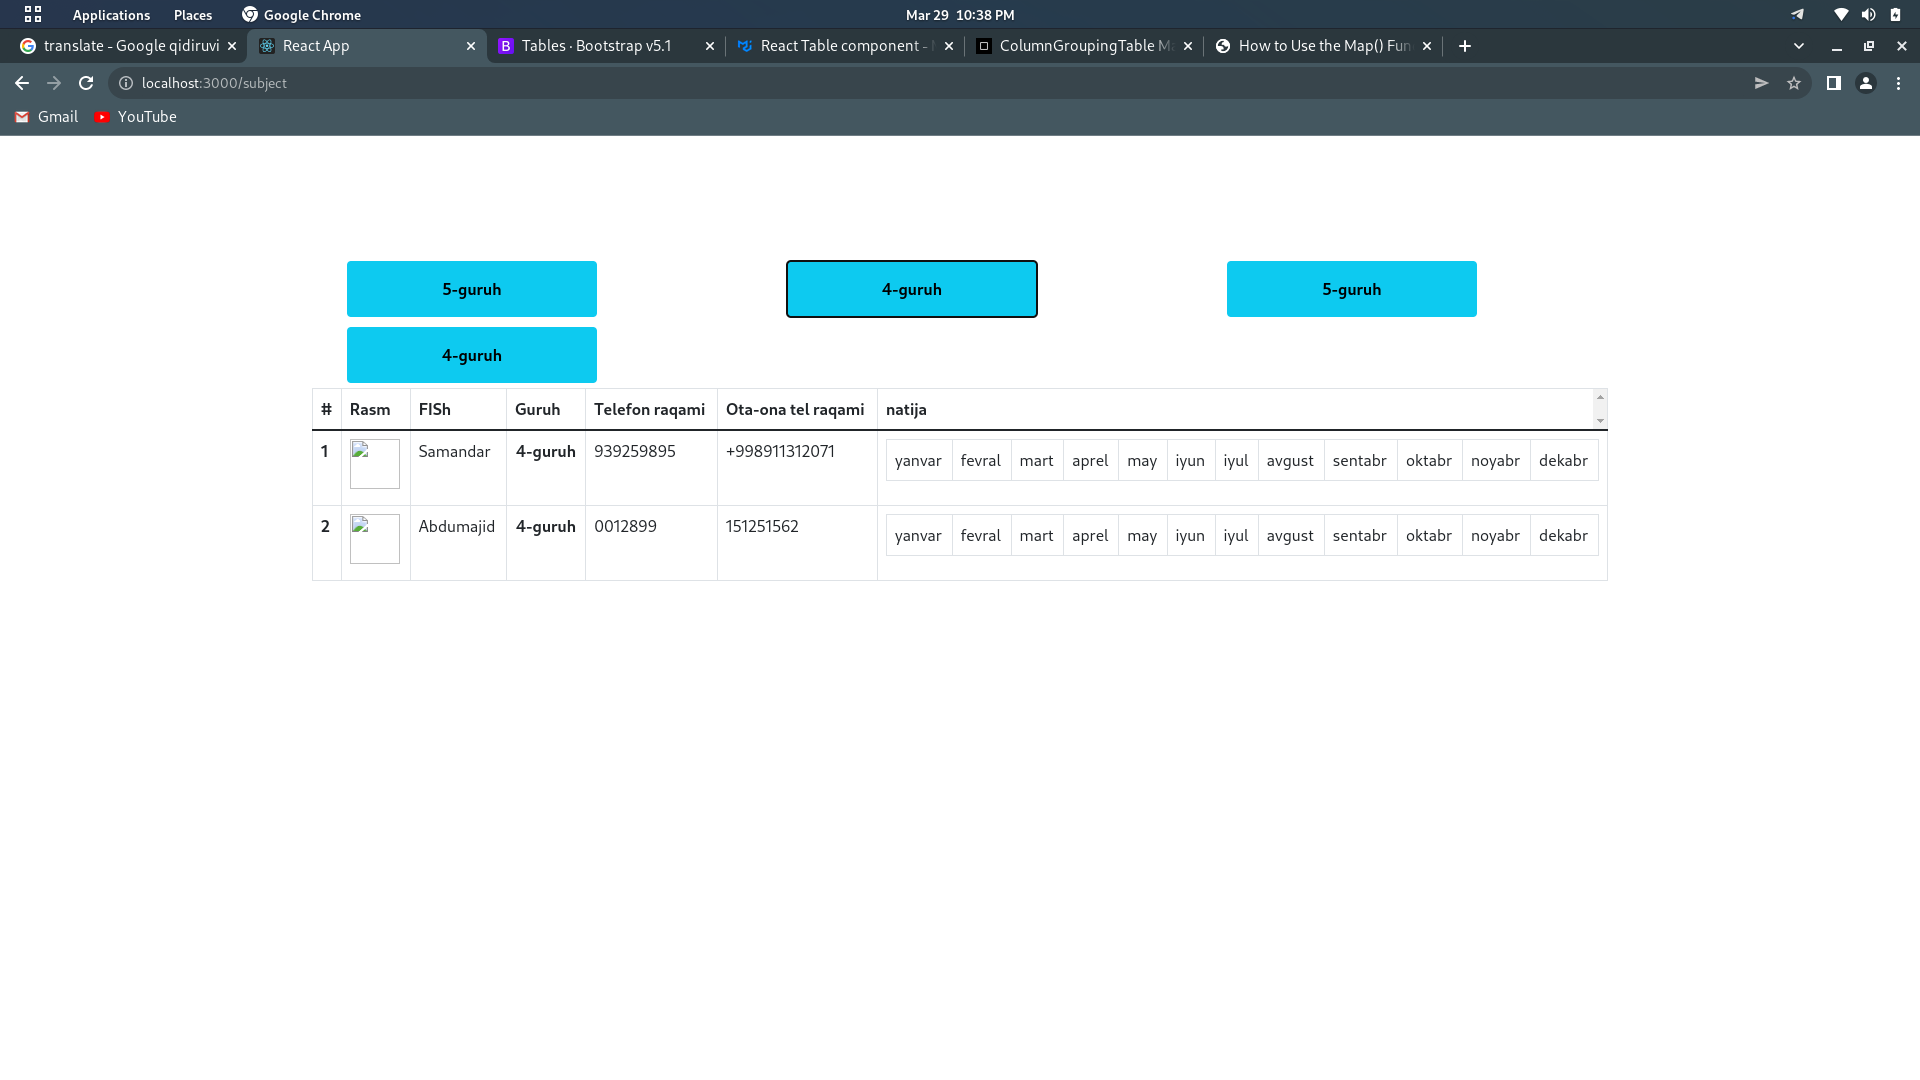 Applications Places Google Chrome Mar 29 10:38 PM
translate - Google qidiruvi React App Tables · Bootstrap v5.1 React Table component - ColumnGroupingTable How to Use the Map()
localhost:3000/subject
Gmail YouTube
5-guruh 4-guruh 5-guruh
4-guruh
# Rasm FISh Guruh Telefon raqami Ota-ona tel raqami natija
1 Samandar 4-guruh 939259895 +998911312071 yanvar fevral mart aprel may iyun iyul avgust sentabr oktabr noyabr dekabr
2 Abdumajid 4-guruh 0012899 151251562 yanvar fevral mart aprel may iyun iyul avgust sentabr oktabr noyabr dekabr